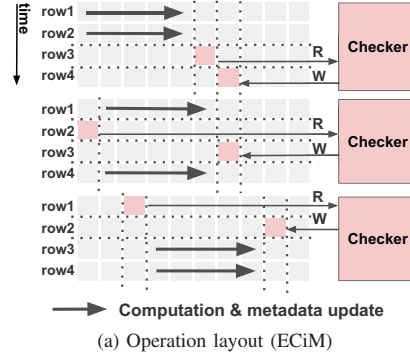 time
row1
row2
row3 R
row4 W
Checker
row1
row2 R
row3 W
row4
Checker
row1 R
row2 W
row3
row4
Checker
Computation & metadata update
(a) Operation layout (ECiM)